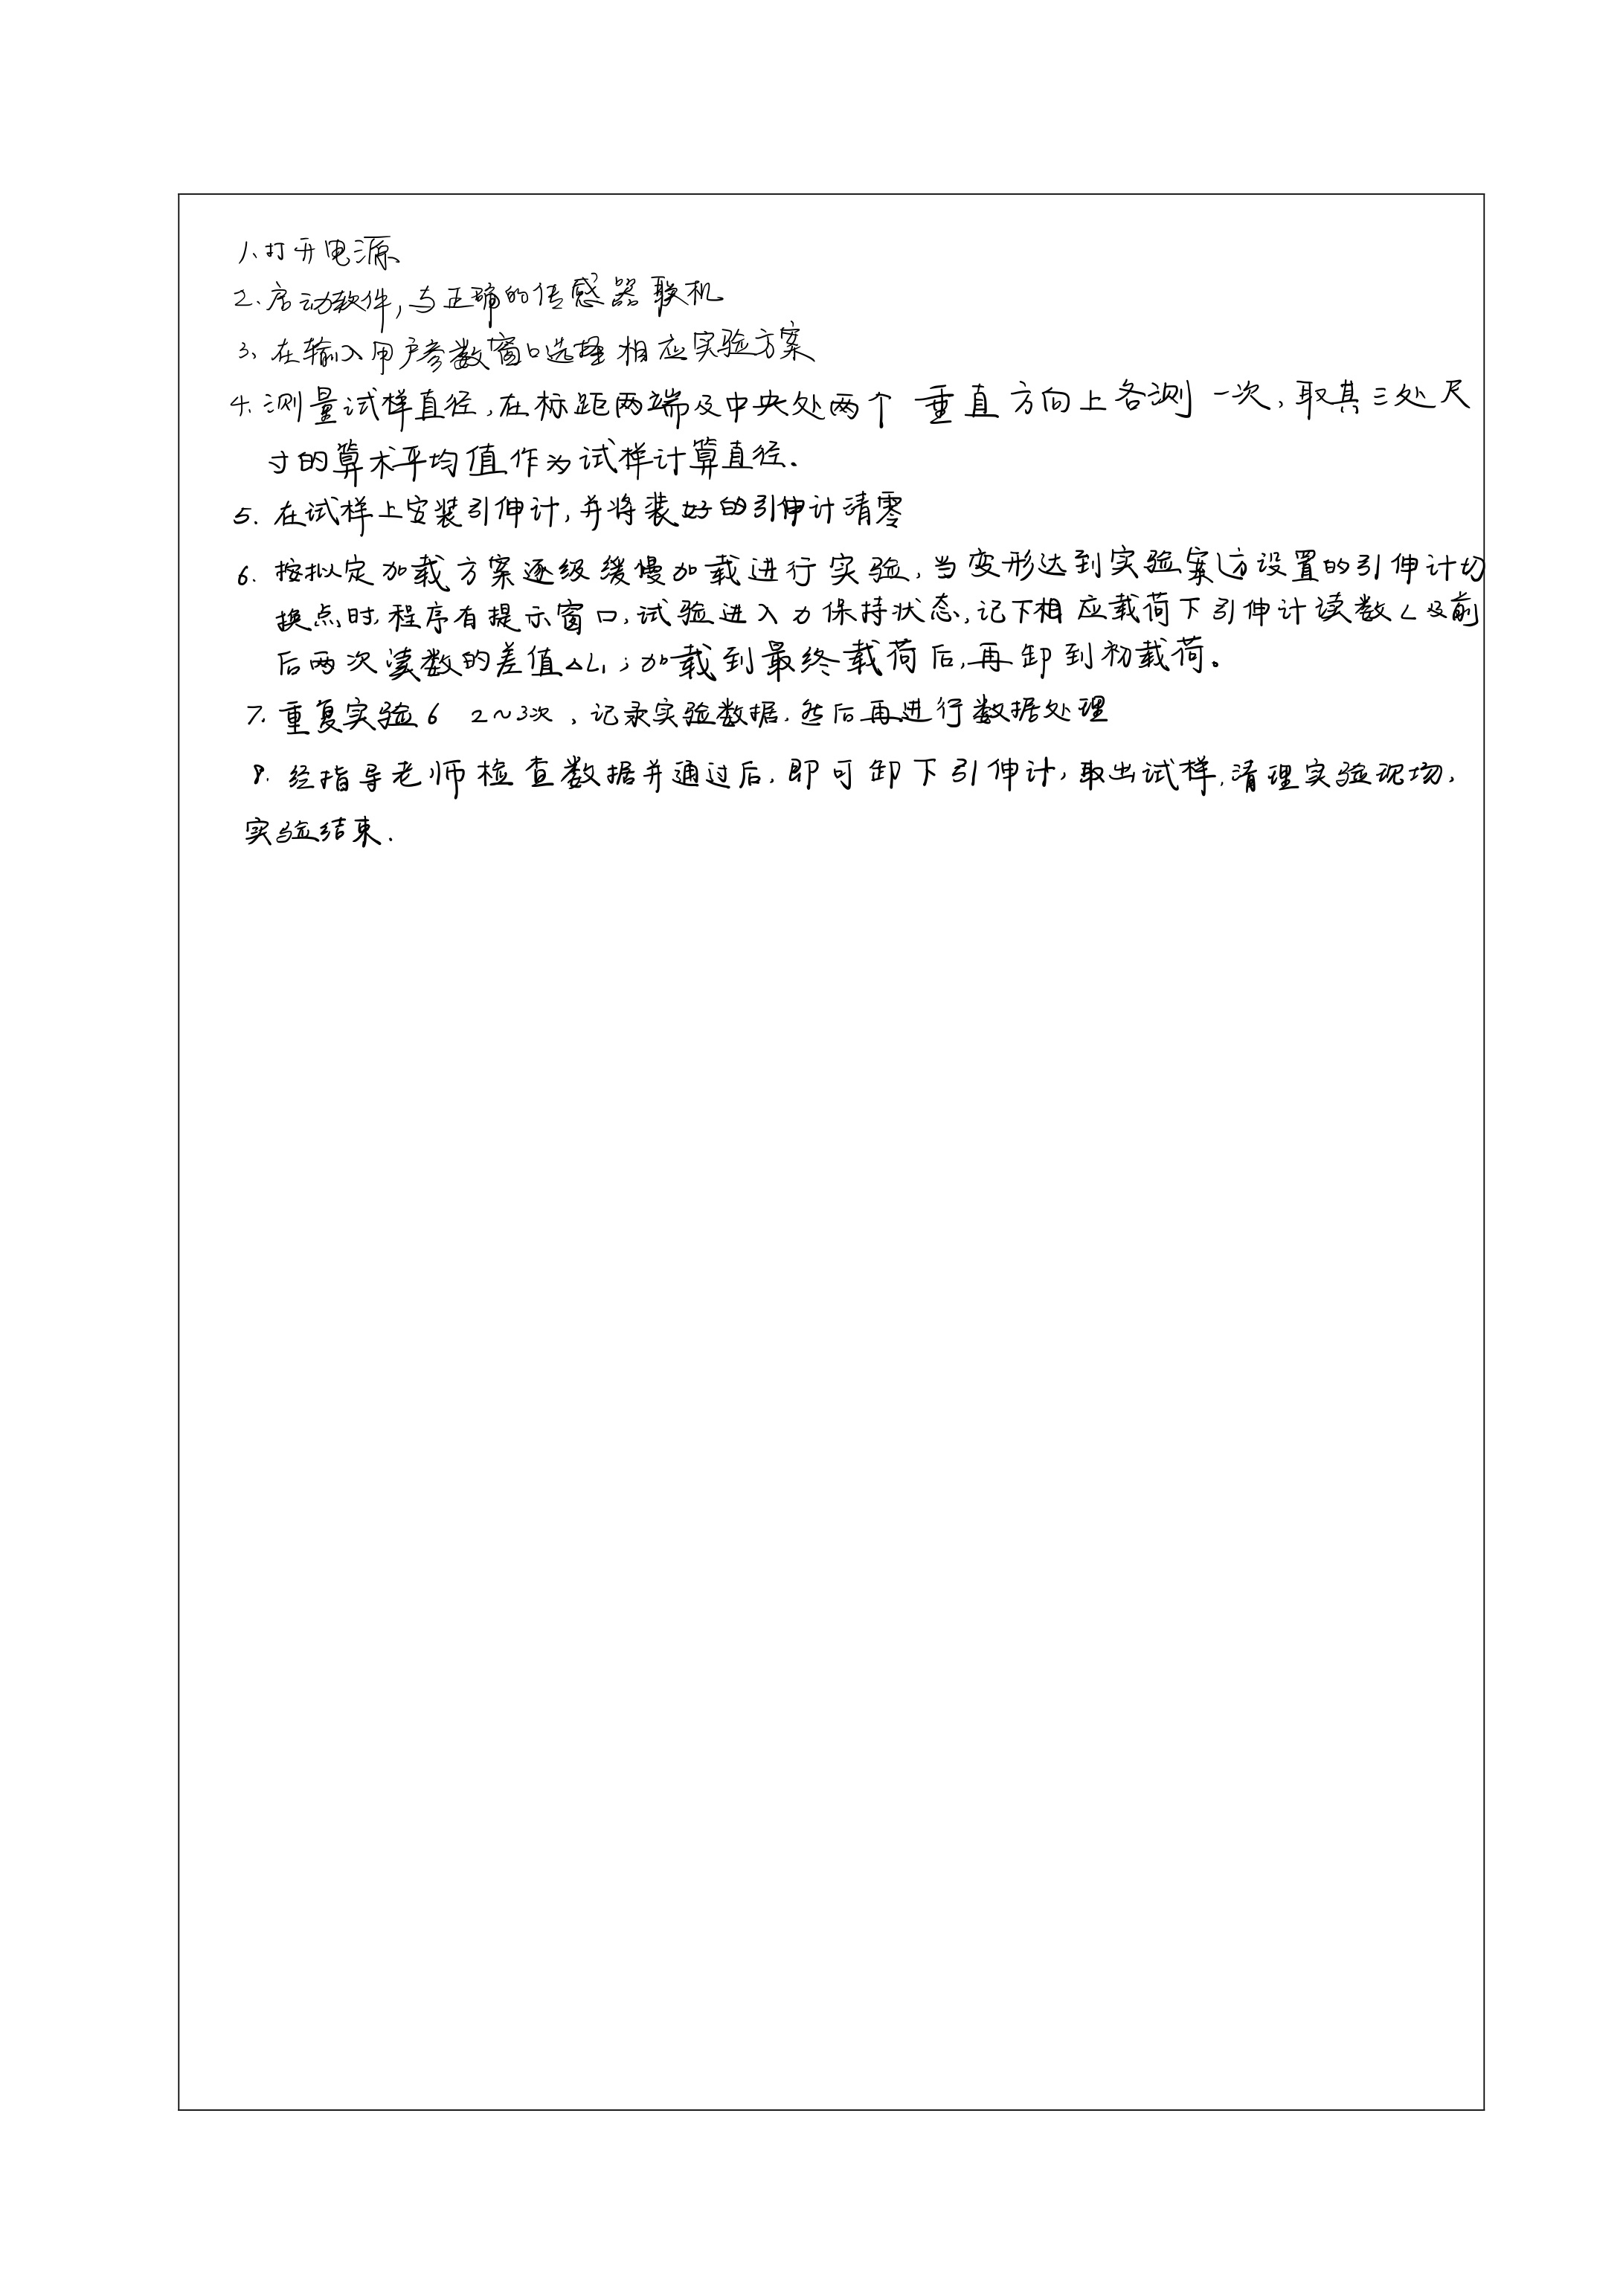 1、打开电源
2.启动软件,与正确的传感器联机
3、在输入用户参数窗口选择相应实验方案
4.测量试样直径,在标距两端及中央处两个垂直方向上各测一次,取其三处尺
寸的算术平均值作为试样计算直径.
5.在试样上安装引伸计,并将装好的引伸计清零
6.按拟定加载方案逐级缓慢加载进行实验,当变形达到实验案方设置的引伸计切
换点时,程序有提示窗口,试验进入力保持状态,记下相应载荷下引伸计读数L及前
后两次读数的差值△L₁;加载到最终载荷后,再卸到初载荷。
7.重复实验6 2~3次,记录实验数据.然后再进行数据处理
8.经指导老师检查数据并通过后,即可卸下引伸计,取出试样,清理实验现场,
实验结束.